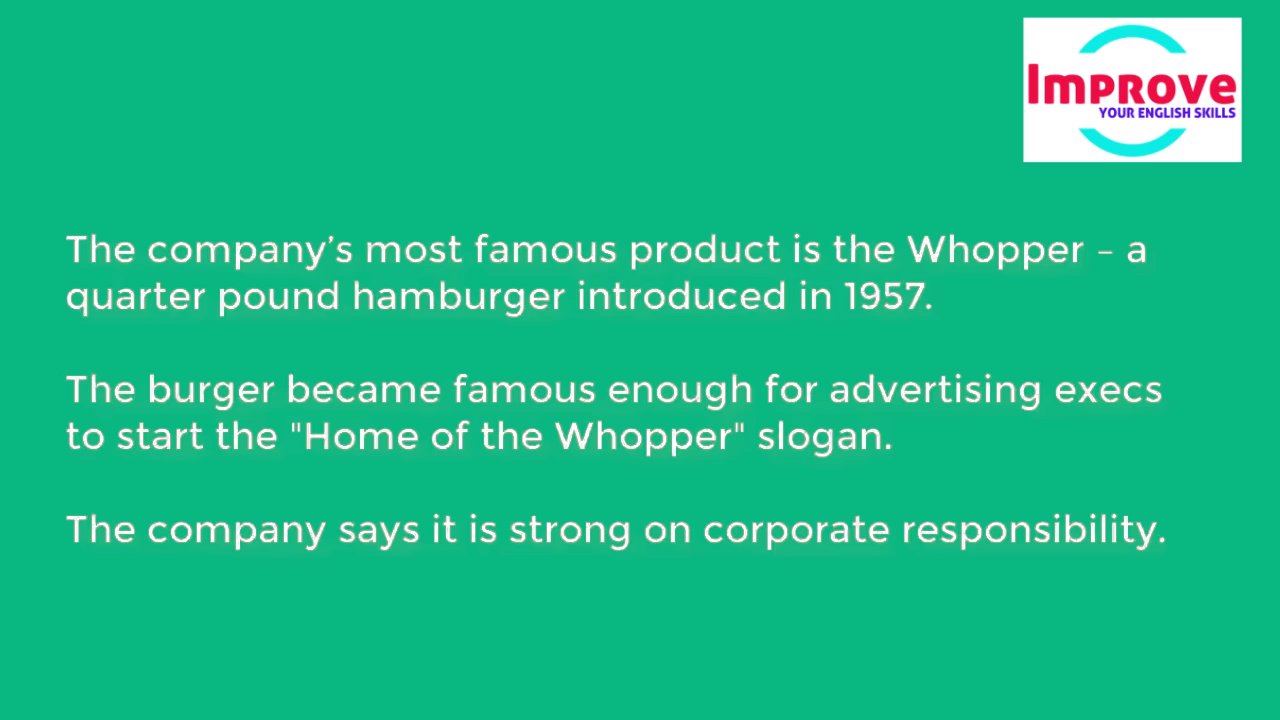 Improve
YOUR ENGLISH SKILLS
The company’s most famous product is the Whopper – a
quarter pound hamburger introduced in 1957.
The burger became famous enough for advertising execs
to start the "Home of the Whopper" slogan.
The company says it is strong on corporate responsibility.